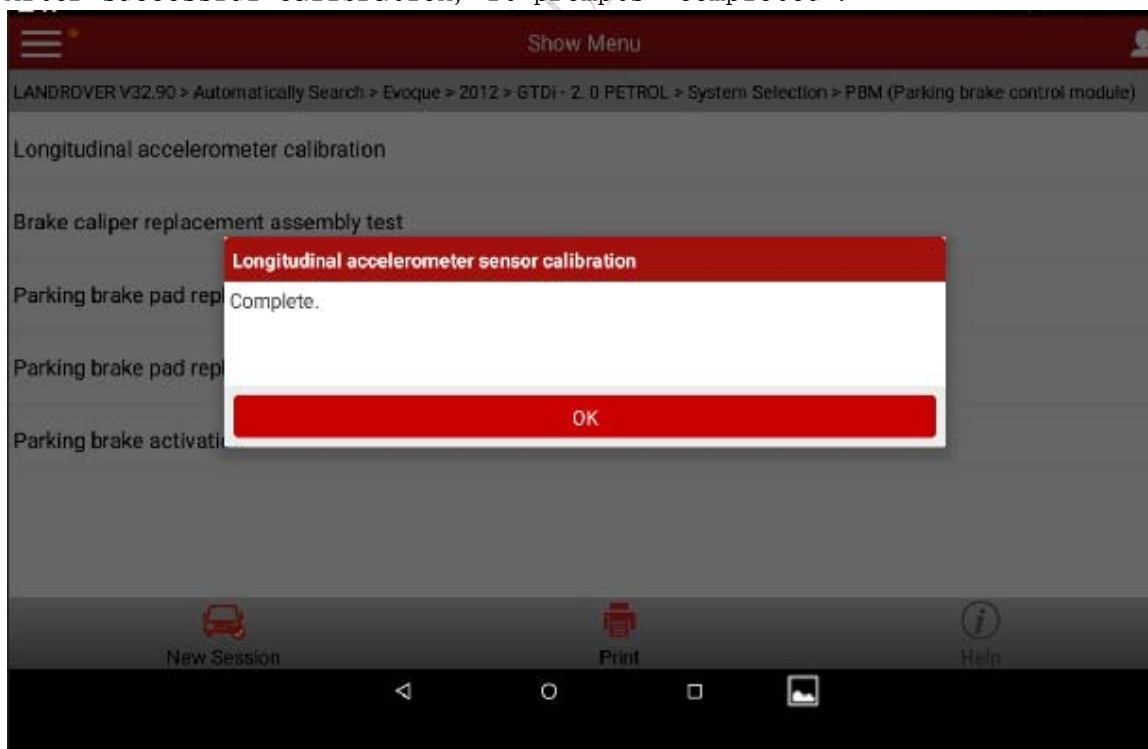 Show Menu
LANDROVER V32.90 > Automatically Search > Evoque > 2012 > GTDi - 2. 0 PETROL > System Selection > PBM (Parking brake control module)
Longitudinal accelerometer calibration
Brake caliper replacement assembly test
Longitudinal accelerometer sensor calibration
Parking brake pad repl
Complete.
Parking brake pad repl
OK
Parking brake activati
New Session
Print
Help